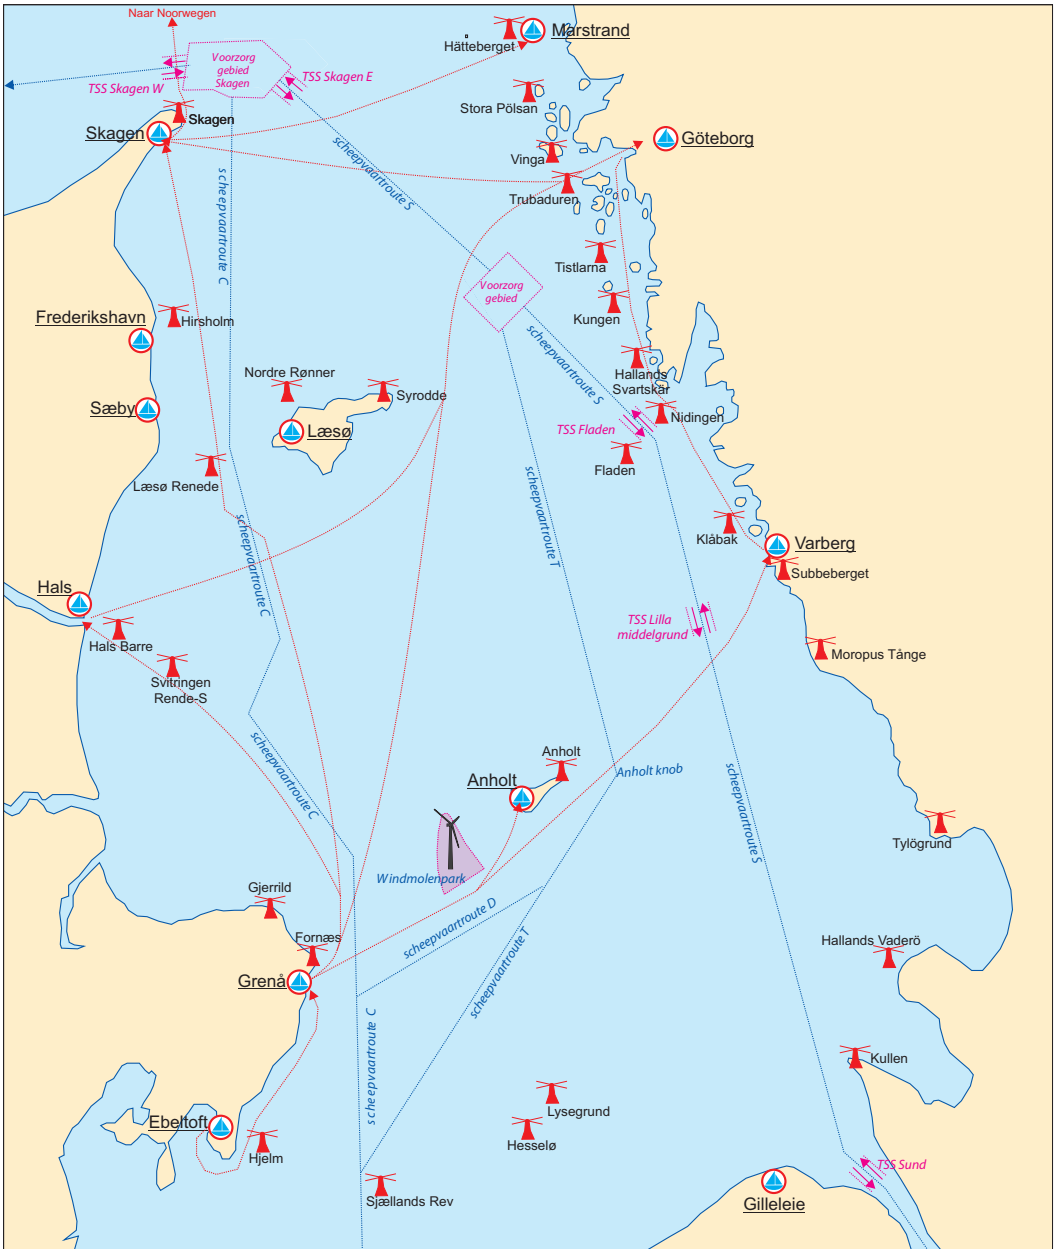 Naar Noorwegen
Hätteberget
Marstrand
Voorzorg
gebied
Skagen
TSS Skagen E
TSS Skagen W
Stora Pölsan
Skagen
Skagen
Göteborg
scheepvaartroute S
Vinga
scheepvaartroute C
Trubaduren
Tistlarna
Voorzorg
gebied
Kungen
Frederikshavn
Hirsholm
scheepvaartroute S
Hallands
Svartskär
Nordre Rønner
Syrodde
Sæby
Nidingen
Læsø
TSS Fladen
Fladen
Læsø Renede
scheepvaartroute T
scheepvaartroute C
Klåbak
Varberg
Subbeberget
Hals
TSS Lilla
middelgrund
Hals Barre
Moropus Tånge
Svitringen
Rende-S
Anholt
Anholt
Anholt knob
scheepvaartroute C
scheepvaartroute S
Tylögrund
Windmolenpark
Gjerrild
scheepvaartroute D
Fornæs
Hallands Vaderö
scheepvaartroute T
Grenå
scheepvaartroute C
Kullen
Lysegrund
Ebeltoft
Hesselø
Hjelm
TSS Sund
Sjællands Rev
Gilleleie